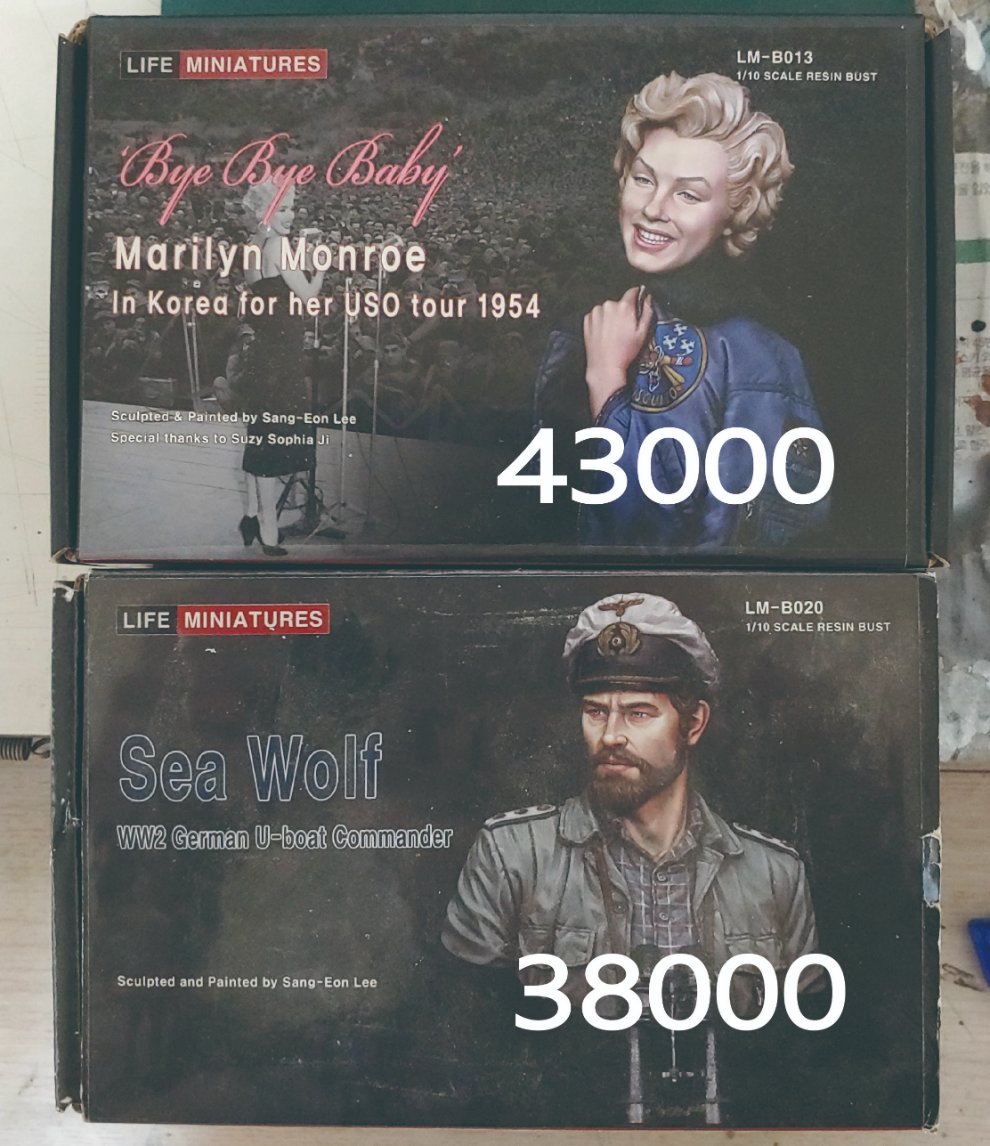 LIFE MINIATURES
LM-B013
1/10 SCALE RESIN BUST
'Bye Bye Baby'
Marilyn Monroe
In Korea for her USO tour 1954
Sculpted & Painted by Sang-Eon Lee
Special thanks to Suzy Sophia Ji
43000
LIFE MINIATURES
LM-B020
1/10 SCALE RESIN BUST
Sea Wolf
WW2 German U-boat Commander
Sculpted and Painted by Sang-Eon Lee
38000